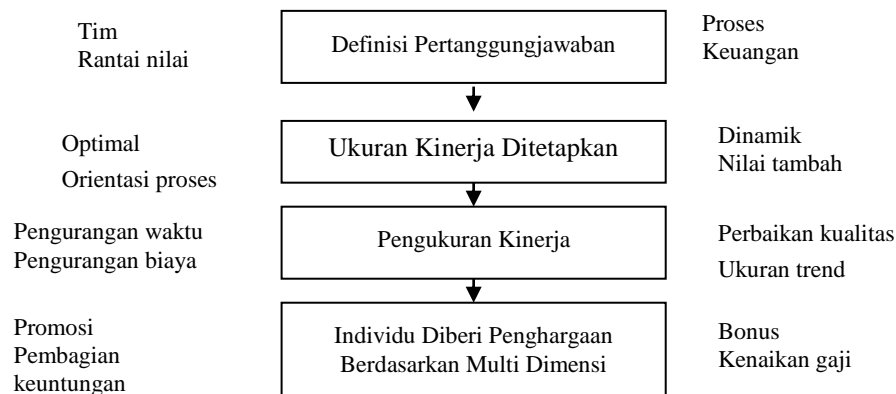 Tim
Rantai nilai
Definisi Pertanggungjawaban
Proses
Keuangan
Optimal
Orientasi proses
Ukuran Kinerja Ditetapkan
Dinamik
Nilai tambah
Pengurangan waktu
Pengurangan biaya
Pengukuran Kinerja
Perbaikan kualitas
Ukuran trend
Promosi
Pembagian
keuntungan
Individu Diberi Penghargaan
Berdasarkan Multi Dimensi
Bonus
Kenaikan gaji